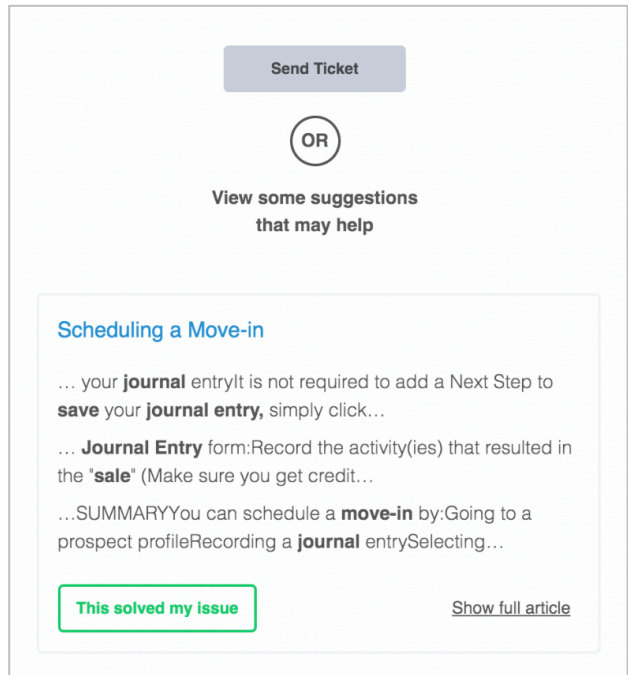 Send Ticket
OR
View some suggestions
that may help
Scheduling a Move-in
… your journal entryIt is not required to add a Next Step to
save your journal entry, simply click…
… Journal Entry form:Record the activity(ies) that resulted in
the "sale" (Make sure you get credit…
…SUMMARYYou can schedule a move-in by:Going to a
prospect profileRecording a journal entrySelecting…
This solved my issue
Show full article